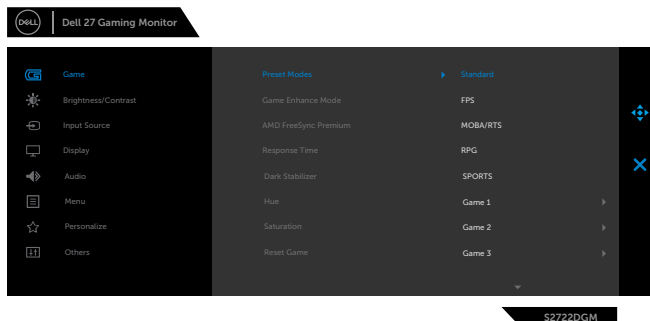 DELL
Dell 27 Gaming Monitor
Game
Preset Modes
Standard
Brightness/Contrast
Game Enhance Mode
FPS
Input Source
AMD FreeSync Premium
MOBA/RTS
Display
Response Time
RPG
Audio
Dark Stabilizer
SPORTS
Menu
Hue
Game 1
Personalize
Saturation
Game 2
Others
Reset Game
Game 3
S2722DGM